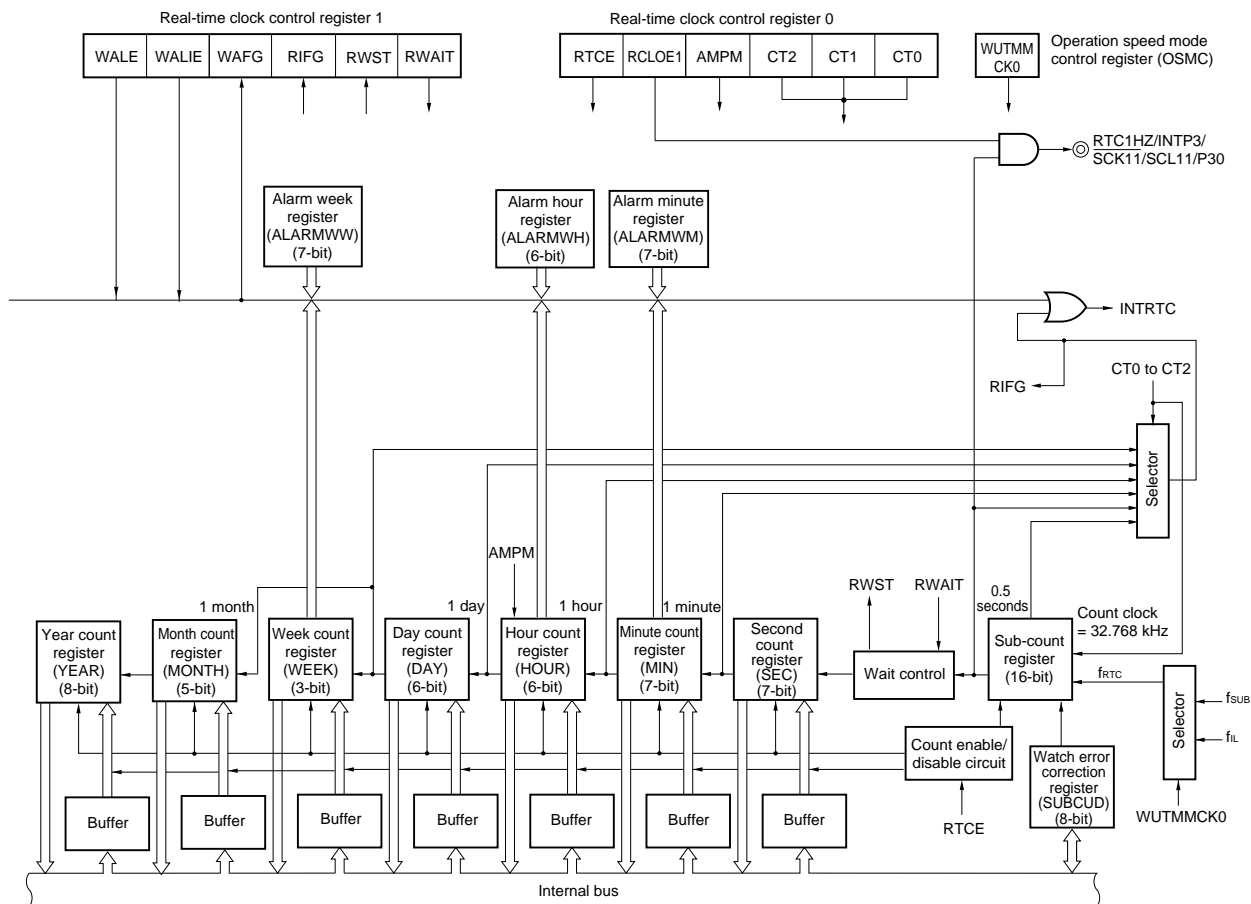 Real-time clock control register 1
WALE WALIE WAFG RIFG RWST RWAIT
Real-time clock control register 0
RTCE RCLOE1 AMPM CT2 CT1 CT0
WUTMM
CK0
Operation speed mode
control register (OSMC)
RTC1HZ/INTP3/
SCK11/SCL11/P30
Alarm week
register
(ALARMWW)
(7-bit)
Alarm hour
register
(ALARMWH)
(6-bit)
Alarm minute
register
(ALARMWM)
(7-bit)
INTRTC
RIFG
CT0 to CT2
Selector
AMPM
RWST
RWAIT
0.5
seconds
Count clock
= 32.768 kHz
1 month
1 day
1 hour
1 minute
Year count
register
(YEAR)
(8-bit)
Month count
register
(MONTH)
(5-bit)
Week count
register
(WEEK)
(3-bit)
Day count
register
(DAY)
(6-bit)
Hour count
register
(HOUR)
(6-bit)
Minute count
register
(MIN)
(7-bit)
Second
count
register
(SEC)
(7-bit)
Wait control
Sub-count
register
(16-bit)
fRTC
Selector
fSUB
fIL
WUTMMCK0
Count enable/
disable circuit
RTCE
Watch error
correction
register
(SUBCUD)
(8-bit)
Buffer Buffer Buffer Buffer Buffer Buffer Buffer
Internal bus